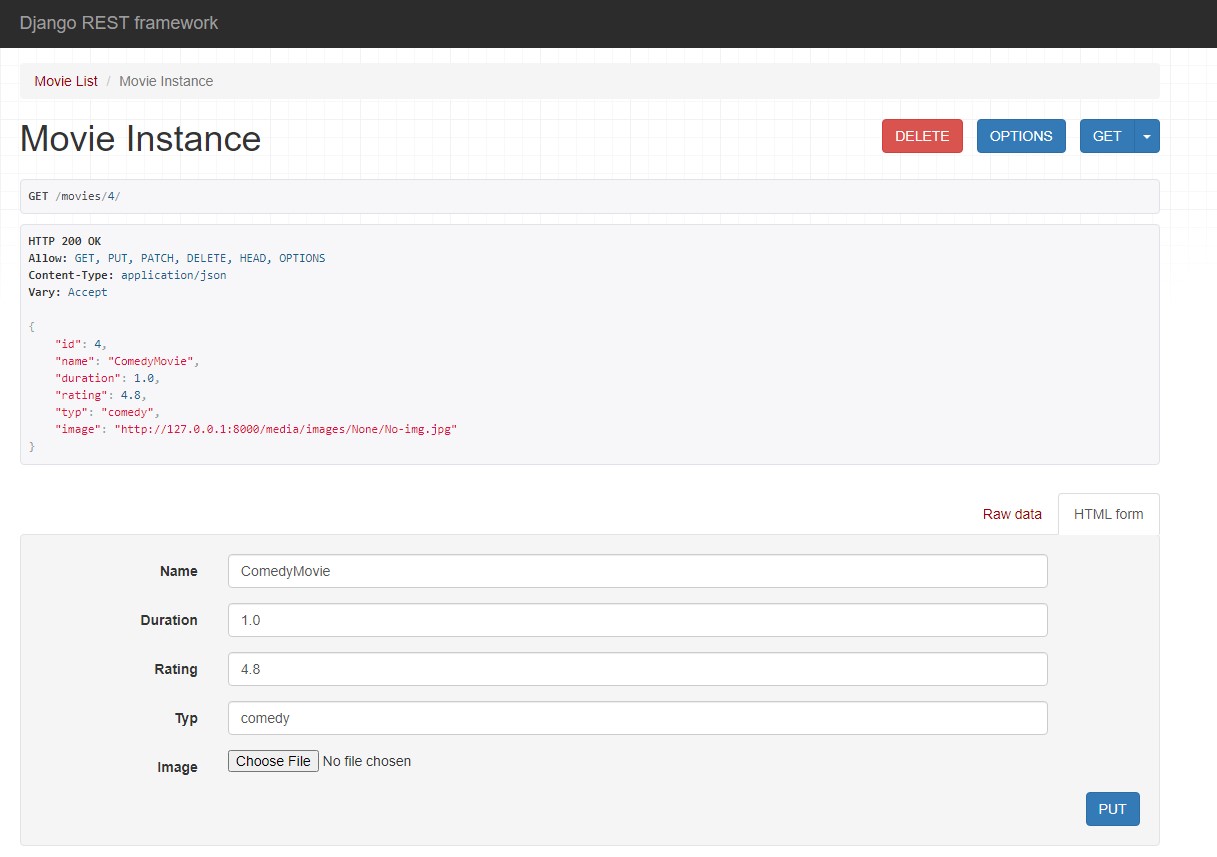 Django REST framework
Movie List / Movie Instance
Movie Instance
DELETE OPTIONS GET
GET /movies/4/
HTTP 200 OK
Allow: GET, PUT, PATCH, DELETE, HEAD, OPTIONS
Content-Type: application/json
Vary: Accept
{
    "id": 4,
    "name": "ComedyMovie",
    "duration": 1.0,
    "rating": 4.8,
    "typ": "comedy",
    "image": "http://127.0.0.1:8000/media/images/None/No-img.jpg"
}
Raw data HTML form
Name ComedyMovie
Duration 1.0
Rating 4.8
Typ comedy
Image Choose File No file chosen
PUT